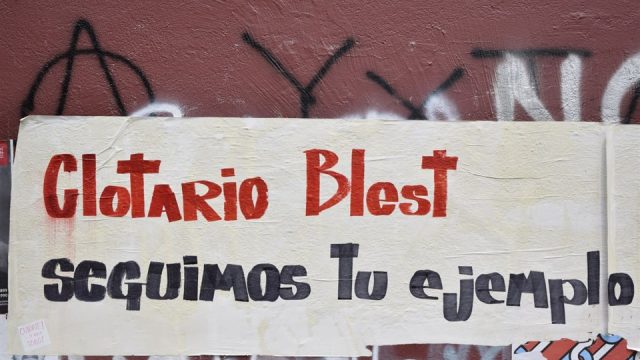 Clotario Blest
seguimos tu ejemplo